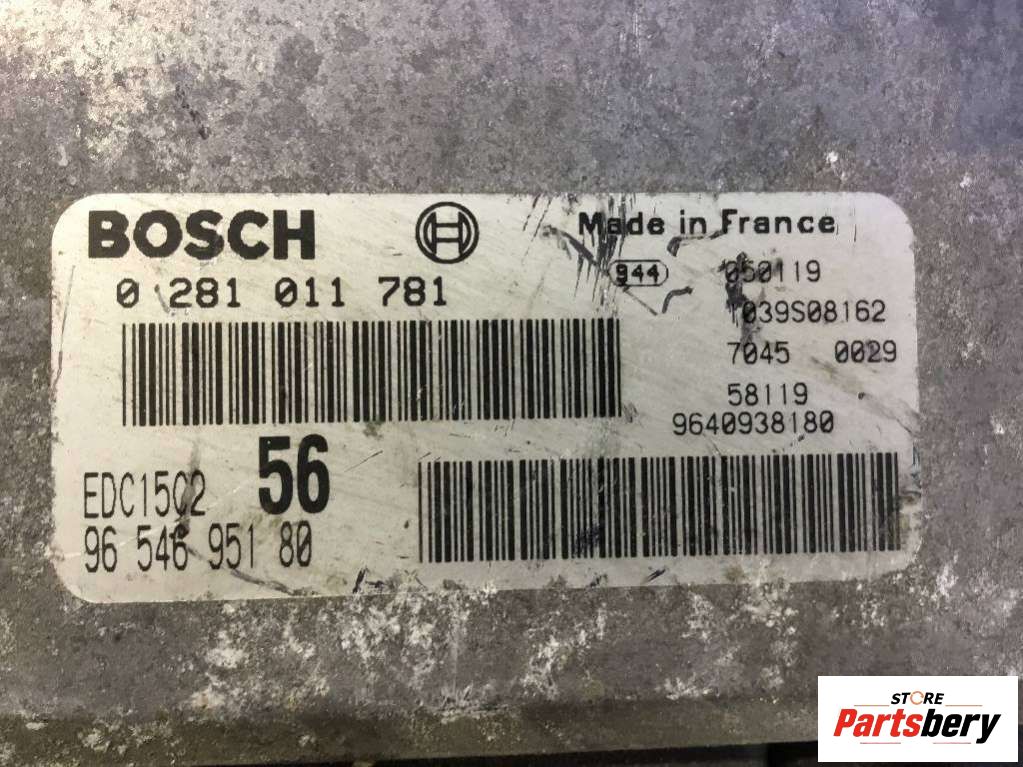 BOSCH
Made in France
0 281 011 781
944
050119
1039S08162
7045 0029
58119
9640938180
56
EDC15C2
96 546 951 80
STORE
Partsbery